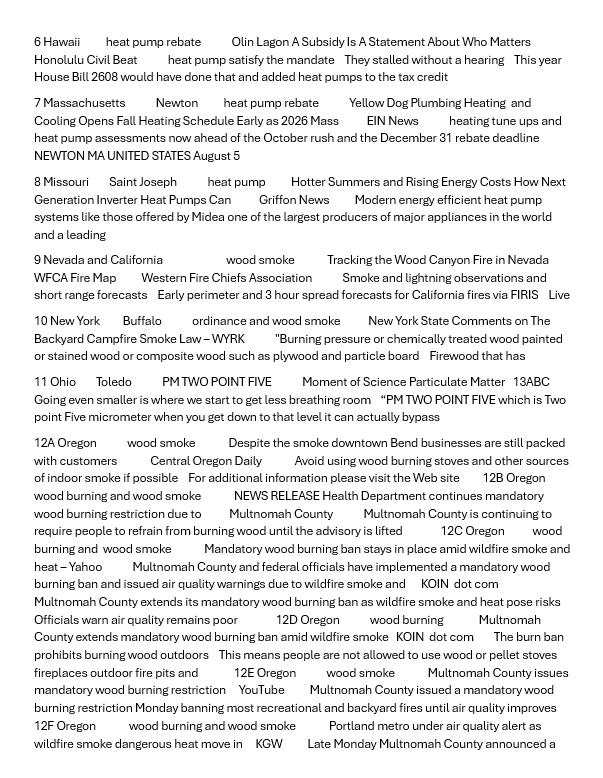 6 Hawaii heat pump rebate Olin Lagon A Subsidy Is A Statement About Who Matters
Honolulu Civil Beat heat pump satisfy the mandate They stalled without a hearing This year
House Bill 2608 would have done that and added heat pumps to the tax credit
7 Massachusetts Newton heat pump rebate Yellow Dog Plumbing Heating and
Cooling Opens Fall Heating Schedule Early as 2026 Mass EIN News heating tune ups and
heat pump assessments now ahead of the October rush and the December 31 rebate deadline
NEWTON MA UNITED STATES August 5
8 Missouri Saint Joseph heat pump Hotter Summers and Rising Energy Costs How Next
Generation Inverter Heat Pumps Can Griffon News Modern energy efficient heat pump
systems like those offered by Midea one of the largest producers of major appliances in the world
and a leading
9 Nevada and California wood smoke Tracking the Wood Canyon Fire in Nevada
WFCA Fire Map Western Fire Chiefs Association Smoke and lightning observations and
short range forecasts Early perimeter and 3 hour spread forecasts for California fires via FIRIS Live
10 New York Buffalo ordinance and wood smoke New York State Comments on The
Backyard Campfire Smoke Law – WYRK "Burning pressure or chemically treated wood painted
or stained wood or composite wood such as plywood and particle board Firewood that has
11 Ohio Toledo PM TWO POINT FIVE Moment of Science Particulate Matter 13ABC
Going even smaller is where we start to get less breathing room “PM TWO POINT FIVE which is Two
point Five micrometer when you get down to that level it can actually bypass
12A Oregon wood smoke Despite the smoke downtown Bend businesses are still packed
with customers Central Oregon Daily Avoid using wood burning stoves and other sources
of indoor smoke if possible For additional information please visit the Web site 12B Oregon
wood burning and wood smoke NEWS RELEASE Health Department continues mandatory
wood burning restriction due to Multnomah County Multnomah County is continuing to
require people to refrain from burning wood until the advisory is lifted 12C Oregon wood
burning and wood smoke Mandatory wood burning ban stays in place amid wildfire smoke and
heat – Yahoo Multnomah County and federal officials have implemented a mandatory wood
burning ban and issued air quality warnings due to wildfire smoke and KOIN dot com
Multnomah County extends its mandatory wood burning ban as wildfire smoke and heat pose risks
Officials warn air quality remains poor 12D Oregon wood burning Multnomah
County extends mandatory wood burning ban amid wildfire smoke KOIN dot com The burn ban
prohibits burning wood outdoors This means people are not allowed to use wood or pellet stoves
fireplaces outdoor fire pits and 12E Oregon wood smoke Multnomah County issues
mandatory wood burning restriction YouTube Multnomah County issued a mandatory wood
burning restriction Monday banning most recreational and backyard fires until air quality improves
12F Oregon wood burning and wood smoke Portland metro under air quality alert as
wildfire smoke dangerous heat move in KGW Late Monday Multnomah County announced a